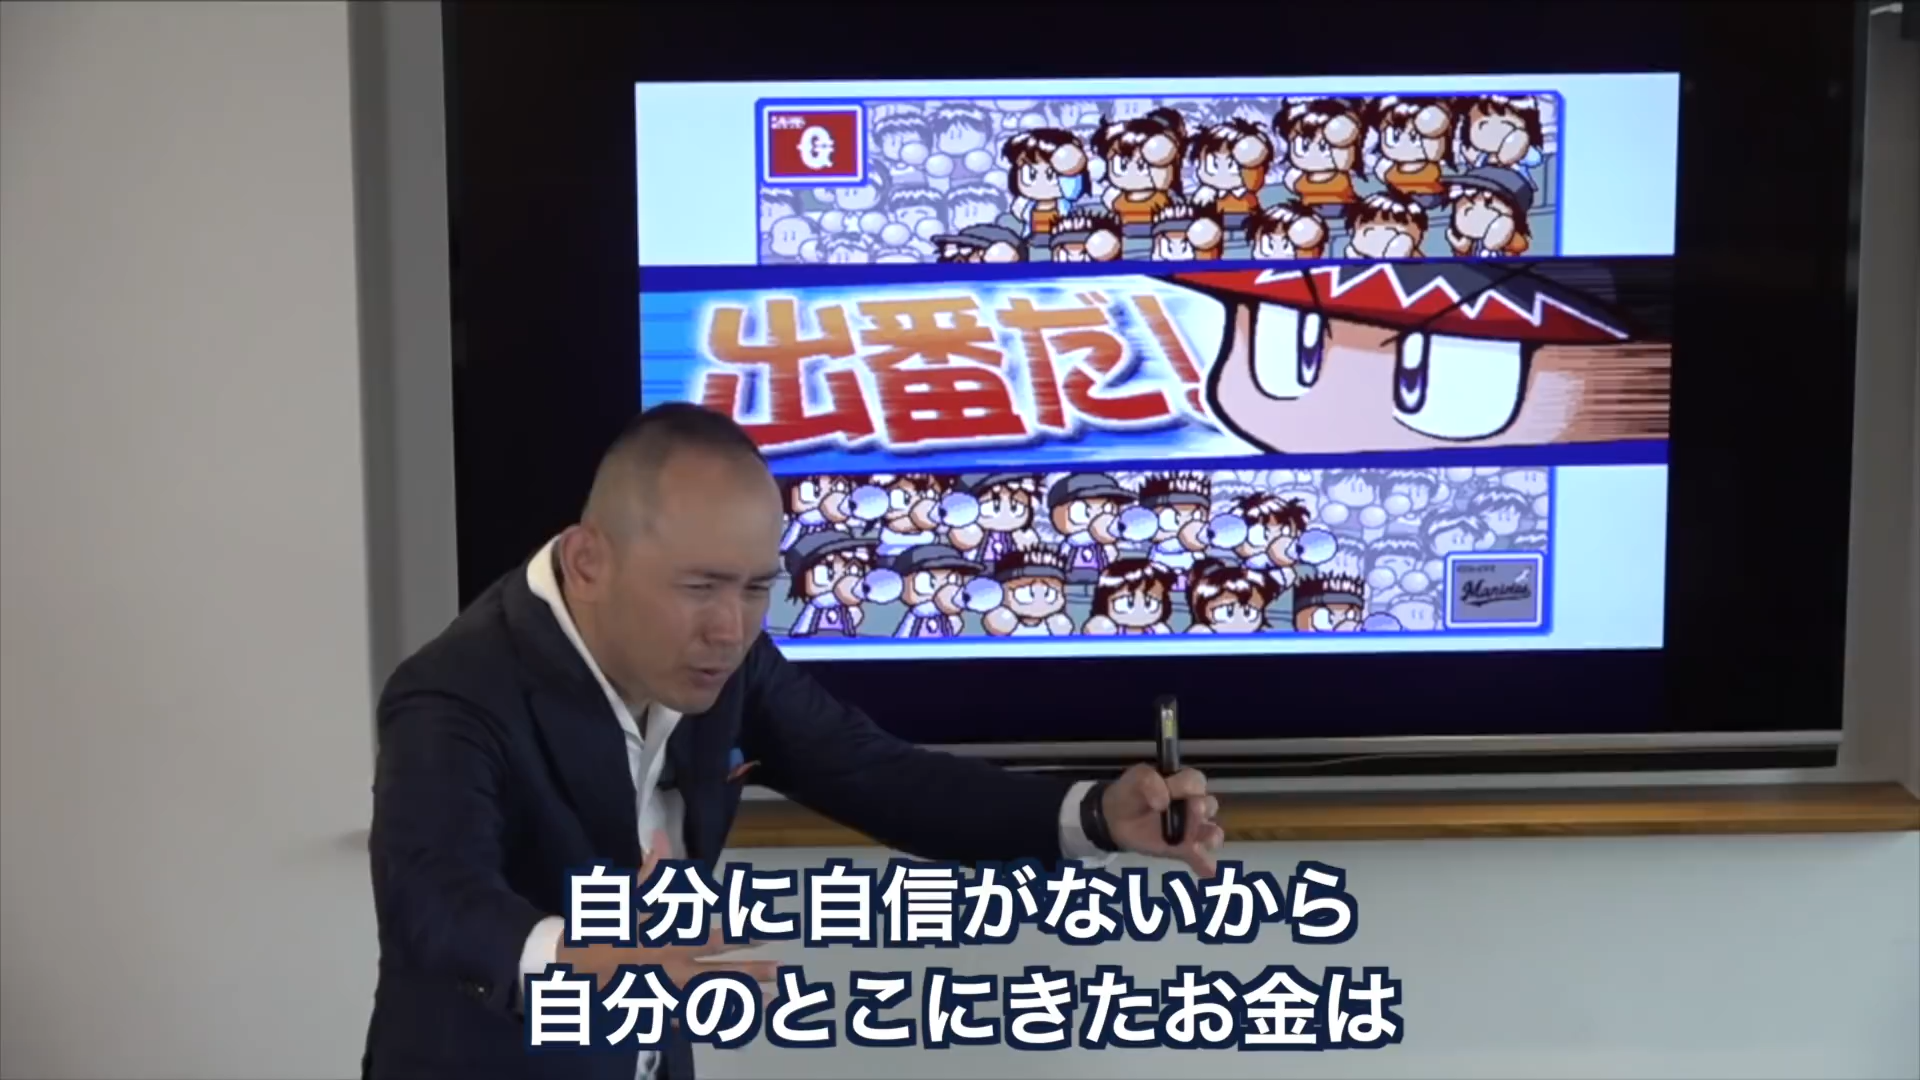 G
出番だ!
Marines
自分に自信がないから
自分のとこにきたお金は